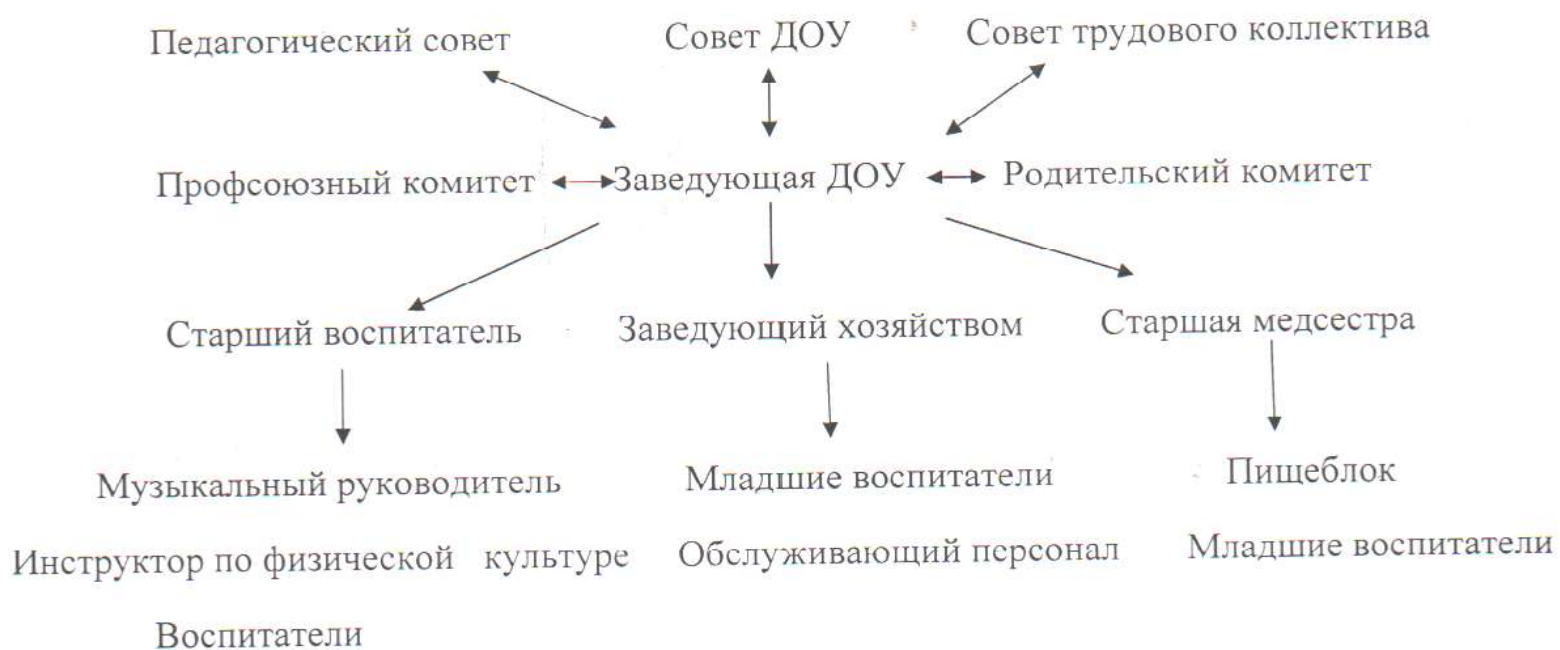 Педагогический совет Совет ДОУ Совет трудового коллектива
Профсоюзный комитет Заведующая ДОУ Родительский комитет
Старший воспитатель Заведующий хозяйством Старшая медсестра
Музыкальный руководитель Младшие воспитатели Пищеблок
Инструктор по физической культуре Обслуживающий персонал Младшие воспитатели
Воспитатели